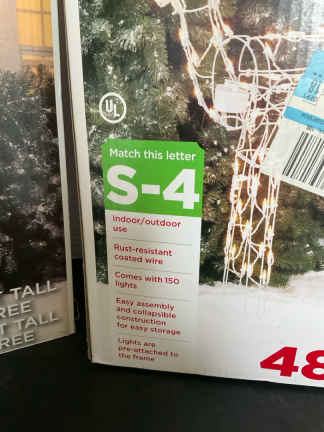 UL
Match this letter
S-4
Indoor/outdoor
use
Rust-resistant
coated wire
Comes with 150
lights
Easy assembly
and collapsible
construction
for easy storage
Lights are
pre-attached to
the frame
TALL
REE
T TALL
REE
48